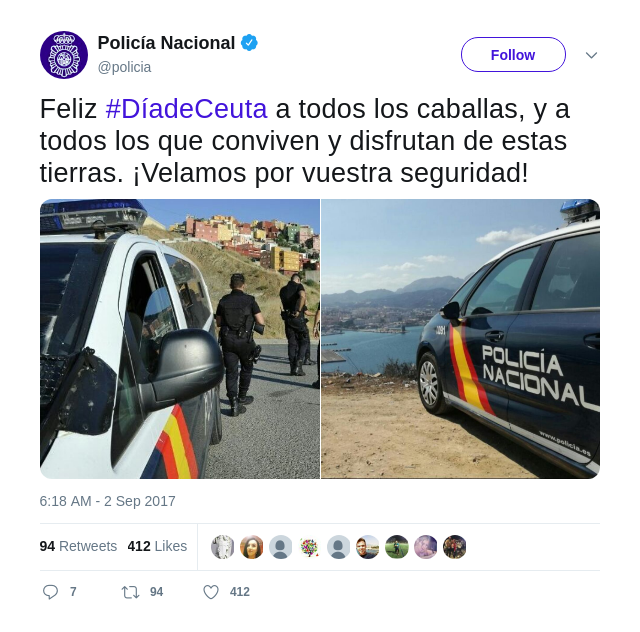 Policía Nacional
@policia
Follow
Feliz #DíadeCeuta a todos los caballas, y a
todos los que conviven y disfrutan de estas
tierras. ¡Velamos por vuestra seguridad!
POLICÍA
NACIONAL
www.policia.es
6:18 AM - 2 Sep 2017
94 Retweets 412 Likes
7 94 412